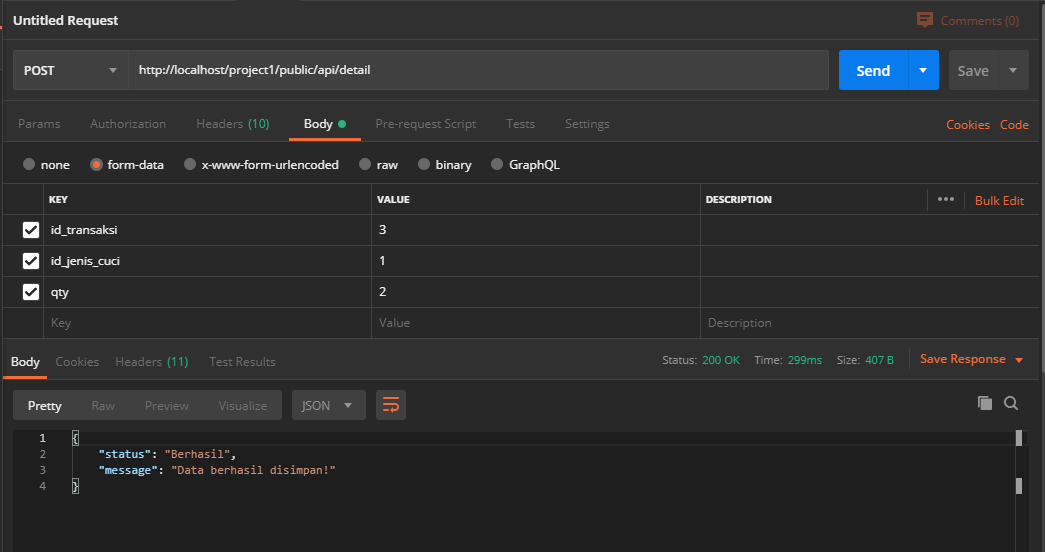 Untitled Request Comments (0)
POST http://localhost/project1/public/api/detail Send Save
Params Authorization Headers (10) Body Pre-request Script Tests Settings Cookies Code
none form-data x-www-form-urlencoded raw binary GraphQL
KEY VALUE DESCRIPTION ••• Bulk Edit
id_transaksi 3
id_jenis_cuci 1
qty 2
Key Value Description
Body Cookies Headers (11) Test Results Status: 200 OK Time: 299ms Size: 407 B Save Response
Pretty Raw Preview Visualize JSON
1 {
2 "status": "Berhasil",
3 "message": "Data berhasil disimpan!"
4 }